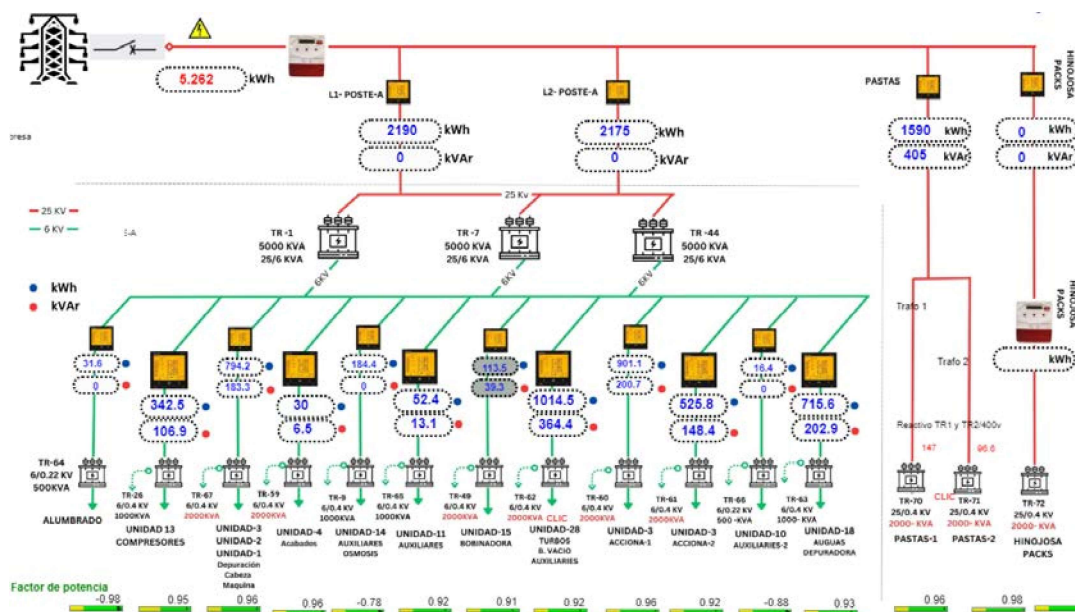 5.262 kWh
L1- POSTE-A
L2- POSTE-A
PASTAS
HINOJOSA
PACKS
2190 kWh
0 kVAr
2175 kWh
0 kVAr
1590 kWh
405 kVAr
0 kWh
0 kVAr
25 Kv
25 KV
6 KV
TR -1
5000 KVA
25/6 KVA
TR -7
5000 KVA
25/6 KVA
TR -44
5000 KVA
25/6 KVA
6KV
6KV
6KV
kWh
kVAr
Trafo 1
Trafo 2
HINOJOSA
PACKS
kWh
Reactivo TR1 y TR2/400v
147
96.6
31.6
0
342.5
106.9
794.2
183.3
30
6.5
184.4
0
52.4
13.1
113.5
39.3
1014.5
364.4
901.1
200.7
525.8
148.4
16.4
0
715.6
202.9
TR-64
6/0.22 KV
500KVA
ALUMBRADO
TR-26
6/0.4 KV
1000KVA
UNIDAD 13
COMPRESORES
TR-67
6/0.4 KV
2000KVA
UNIDAD-3
UNIDAD-2
UNIDAD-1
Depuración
Cabeza
Maquina
TR-59
6/0.4 KV
2000KVA
UNIDAD-4
Acabados
TR-9
6/0.4 KV
1000KVA
UNIDAD-14
AUXILIARES
OSMOSIS
TR-65
6/0.4 KV
1000KVA
UNIDAD-11
AUXILIARES
TR-49
6/0.4 KV
2000KVA
UNIDAD-15
BOBINADORA
TR-62
6/0.4 KV
2000KVA CLIC
UNIDAD-28
TURBOS
B. VACIO
AUXILIARIES
TR-60
6/0.4 KV
2000KVA
UNIDAD-3
ACCIONA-1
TR-61
6/0.4 KV
2000KVA
UNIDAD-3
ACCIONA-2
TR-66
6/0.22 KV
500 -KVA
UNIDAD-10
AUXILIARIES-2
TR-63
6/0.4 KV
1000- KVA
UNIDAD-18
AUGUAS
DEPURADORA
TR-70
25/0.4 KV
2000- KVA
PASTAS-1
CLIC
TR-71
25/0.4 KV
2000- KVA
PASTAS-2
TR-72
25/0.4 KV
2000- KVA
HINOJOSA
PACKS
Factor de potencia
-0.98 0.95 0.96 0.96 -0.78 0.92 0.91 0.92 0.96 0.92 -0.88 0.93 0.96 0.98